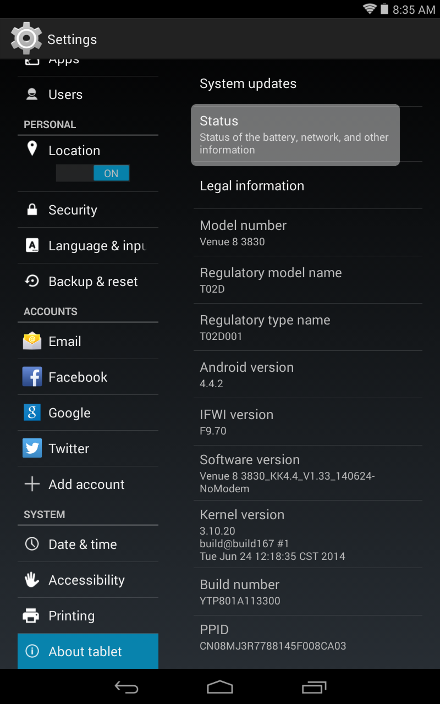 8:35 AM
Settings
Apps
Users
PERSONAL
Location
ON
Security
Language & inpu
Backup & reset
ACCOUNTS
Email
Facebook
Google
Twitter
Add account
SYSTEM
Date & time
Accessibility
Printing
About tablet
System updates
Status
Status of the battery, network, and other
information
Legal information
Model number
Venue 8 3830
Regulatory model name
T02D
Regulatory type name
T02D001
Android version
4.4.2
IFWI version
F9.70
Software version
Venue 8 3830_KK4.4_V1.33_140624-
NoModem
Kernel version
3.10.20
build@build167 #1
Tue Jun 24 12:18:35 CST 2014
Build number
YTP801A113300
PPID
CN08MJ3R7788145F008CA03